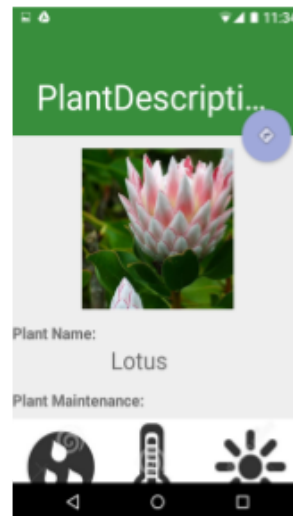 11:34
PlantDescripti...
Plant Name:
Lotus
Plant Maintenance: